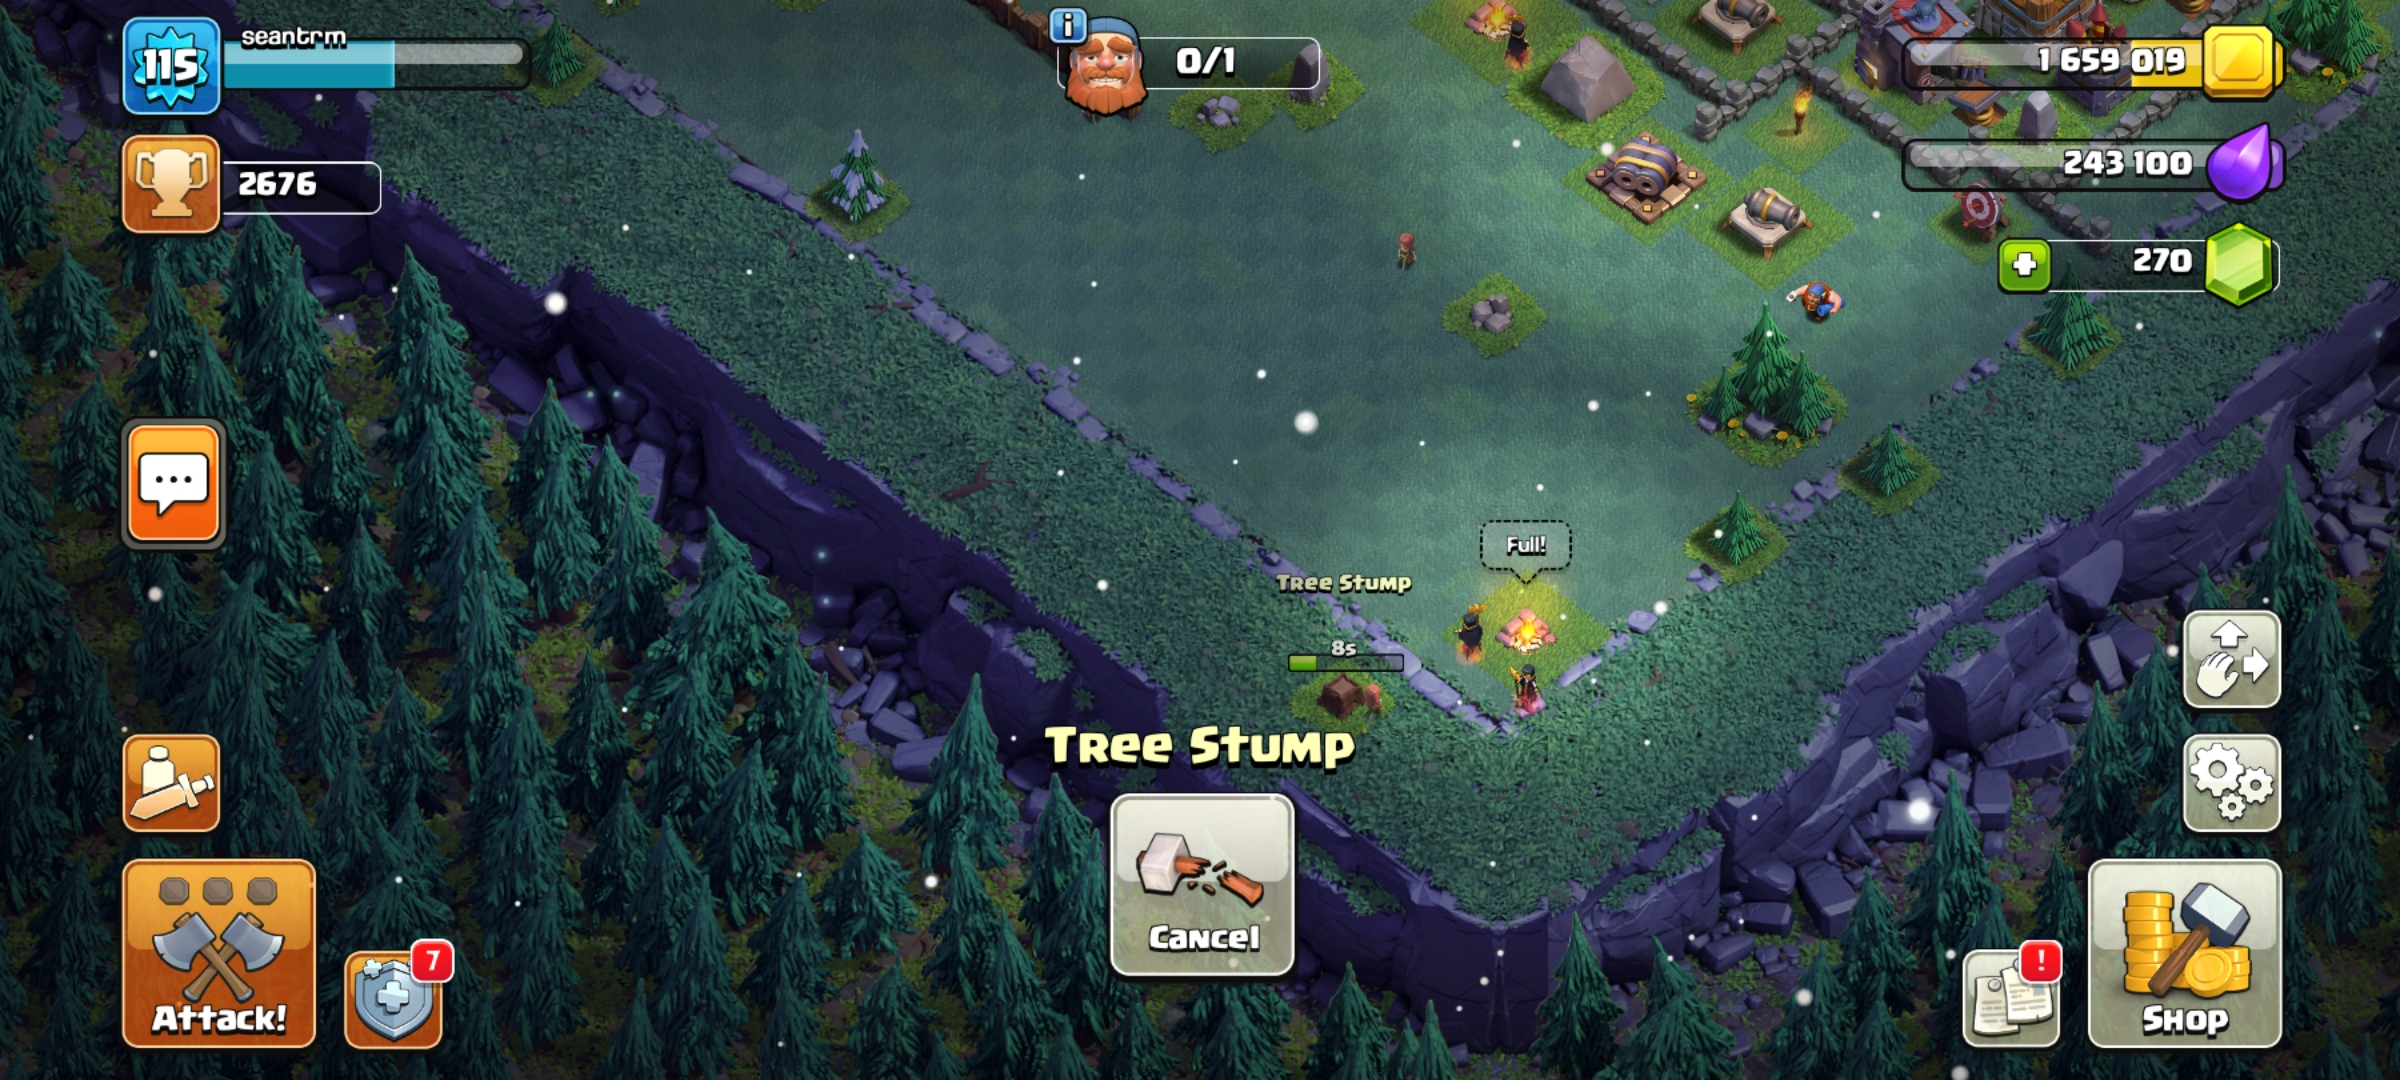 115
seantrm
i
0/1
1 659 019
2676
243 100
270
Full!
Tree Stump
8s
Tree Stump
Cancel
7
Attack!
!
Shop